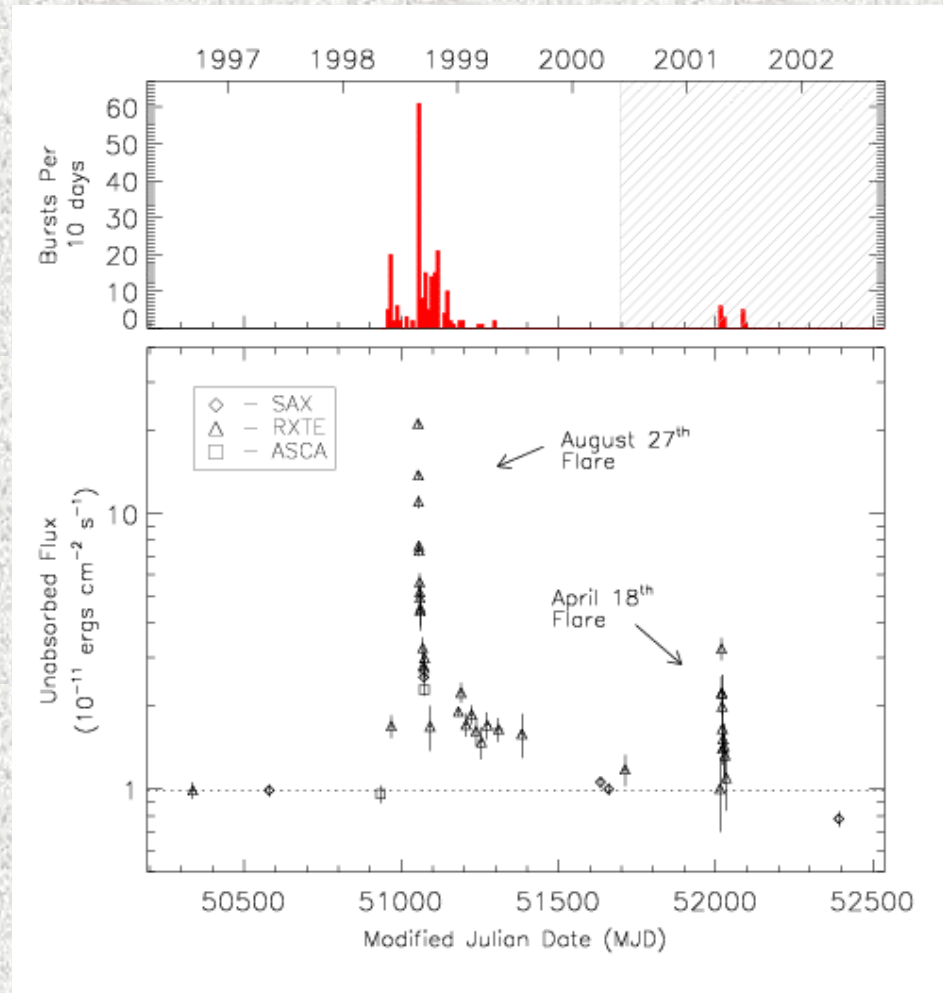 1997 1998 1999 2000 2001 2002
Bursts Per
10 days
60
50
40
30
20
10
0
◇ – SAX
△ – RXTE
□ – ASCA
August 27th
Flare
April 18th
Flare
Unabsorbed Flux
(10⁻¹¹ ergs cm⁻² s⁻¹)
10
1
50500 51000 51500 52000 52500
Modified Julian Date (MJD)